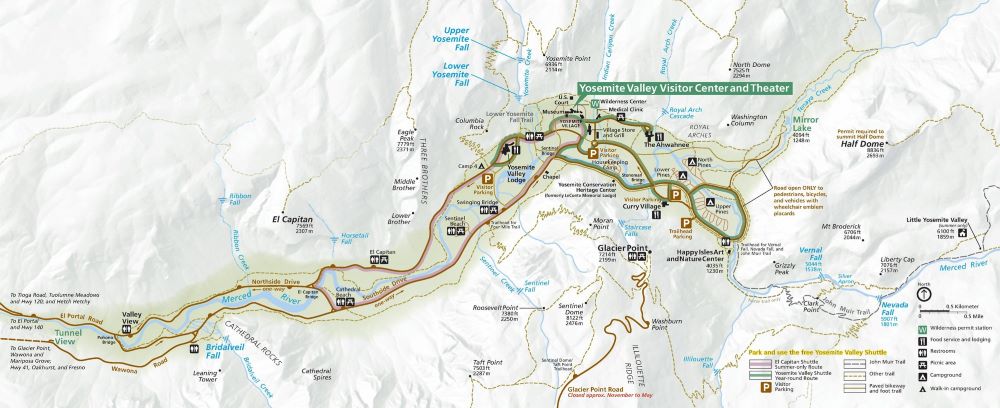 Upper
Yosemite
Fall
Lower
Yosemite
Fall
Yosemite Creek
Yosemite Point
6936 ft
2114 m
Indian Canyon Creek
Royal Arch Creek
North Dome
7525 ft
2294 m
Tenaya Creek
Yosemite Valley Visitor Center and Theater
U.S.
Court
Museum
YOSEMITE
VILLAGE
W
Wilderness Center
Medical Clinic
Royal Arch
Cascade
ROYAL
ARCHES
Washington
Column
Mirror
Lake
4094 ft
1248 m
Permit required to
summit Half Dome
Half Dome
8836 ft
2693 m
Columbia
Rock
Lower Yosemite
Fall Trail
Village Store
and Grill
The Ahwahnee
Eagle
Peak
7779 ft
2371 m
THREE BROTHERS
Camp 4
P
Visitor
Parking
Yosemite
Valley
Lodge
Sentinel
Bridge
Chapel
P
Visitor
Parking
Housekeeping
Camp
Lower
Pines
North
Pines
Stoneman
Bridge
Upper
Pines
Road open ONLY to
pedestrians, bicycles,
and vehicles with
wheelchair emblem
placards
Middle
Brother
Swinging Bridge
Yosemite Conservation
Heritage Center
(formerly LeConte Memorial Lodge)
Visitor Parking
P
Curry Village
P
Trailhead
Parking
Ribbon
Fall
El Capitan
7569 ft
2307 m
Lower
Brother
Sentinel
Beach
Trailhead for
Four Mile Trail
Moran
Point
Staircase
Falls
Glacier Point
7214 ft
2199 m
Happy Isles Art
and Nature Center
4035 ft
1230 m
Trailhead for Vernal
Fall, Nevada Fall, and
John Muir Trail
Mt Broderick
6706 ft
2044 m
Little Yosemite Valley
(summer only)
6100 ft
1859 m
Ribbon Creek
Horsetail
Fall
El Capitan
Sentinel
Creek
Sentinel
Fall
Grizzly
Peak
Vernal
Fall
5044 ft
1538 m
Silver
Apron
Liberty Cap
7076 ft
2157 m
Merced River
Northside Drive
one way
El Capitan
Bridge
Cathedral
Beach
Southside Drive
one way
Merced
River
To Tioga Road, Tuolumne Meadows
and Hwy 120, and Hetch Hetchy
To El Portal
and Hwy 140
El Portal Road
Valley
View
Pohono
Bridge
Tunnel
View
To Glacier Point,
Wawona and
Mariposa Grove;
Hwy 41, Oakhurst, and Fresno
Wawona Road
Bridalveil
Fall
Leaning
Tower
Bridalveil Creek
CATHEDRAL ROCKS
Cathedral
Spires
Roosevelt Point
7380 ft
2250 m
Sentinel
Dome
8122 ft
2476 m
Washburn
Point
Clark
Point
John Muir Trail
Nevada
Fall
5907 ft
1801 m
Taft Point
7503 ft
2287 m
Sentinel Dome/
Taft Point
Trailhead
ILLILOUETTE
RIDGE
Illilouette
Fall
Glacier Point Road
Closed approx. November to May
Park and use the free Yosemite Valley Shuttle
El Capitan Shuttle
Summer-only Route
Yosemite Valley Shuttle
Year-round Route
P
Visitor
Parking
John Muir Trail
Other trail
Paved bikeway
and foot trail
North
0
0.5 Kilometer
0
0.5 Mile
W Wilderness permit station
Food service and lodging
Restrooms
Picnic area
Campground
Walk-in campground